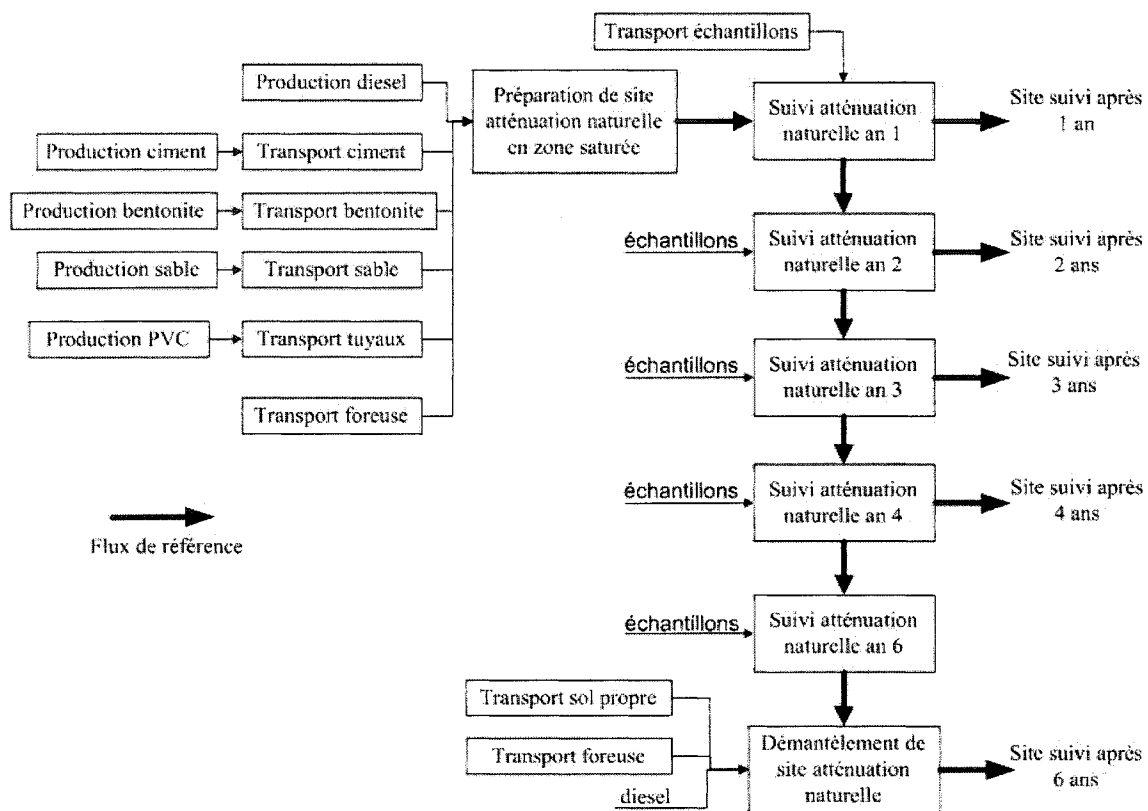 Transport échantillons
Production diesel
Préparation de site
atténuation naturelle
en zone saturée
Suivi atténuation
naturelle an 1
Site suivi après
1 an
Production ciment
Transport ciment
Production bentonite
Transport bentonite
échantillons
Suivi atténuation
naturelle an 2
Site suivi après
2 ans
Production sable
Transport sable
Production PVC
Transport tuyaux
échantillons
Suivi atténuation
naturelle an 3
Site suivi après
3 ans
Transport foreuse
échantillons
Suivi atténuation
naturelle an 4
Site suivi après
4 ans
Flux de référence
échantillons
Suivi atténuation
naturelle an 6
Transport sol propre
Transport foreuse
diesel
Démantèlement de
site atténuation
naturelle
Site suivi après
6 ans